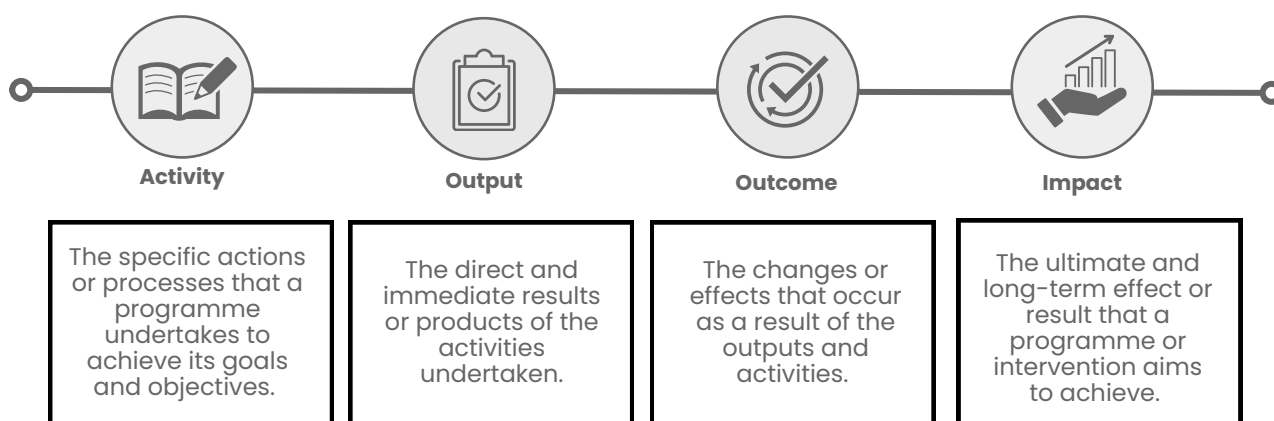 Activity
Output
Outcome
Impact
The specific actions
or processes that a
programme
undertakes to
achieve its goals
and objectives.
The direct and
immediate results
or products of the
activities
undertaken.
The changes or
effects that occur
as a result of the
outputs and
activities.
The ultimate and
long-term effect or
result that a
programme or
intervention aims
to achieve.